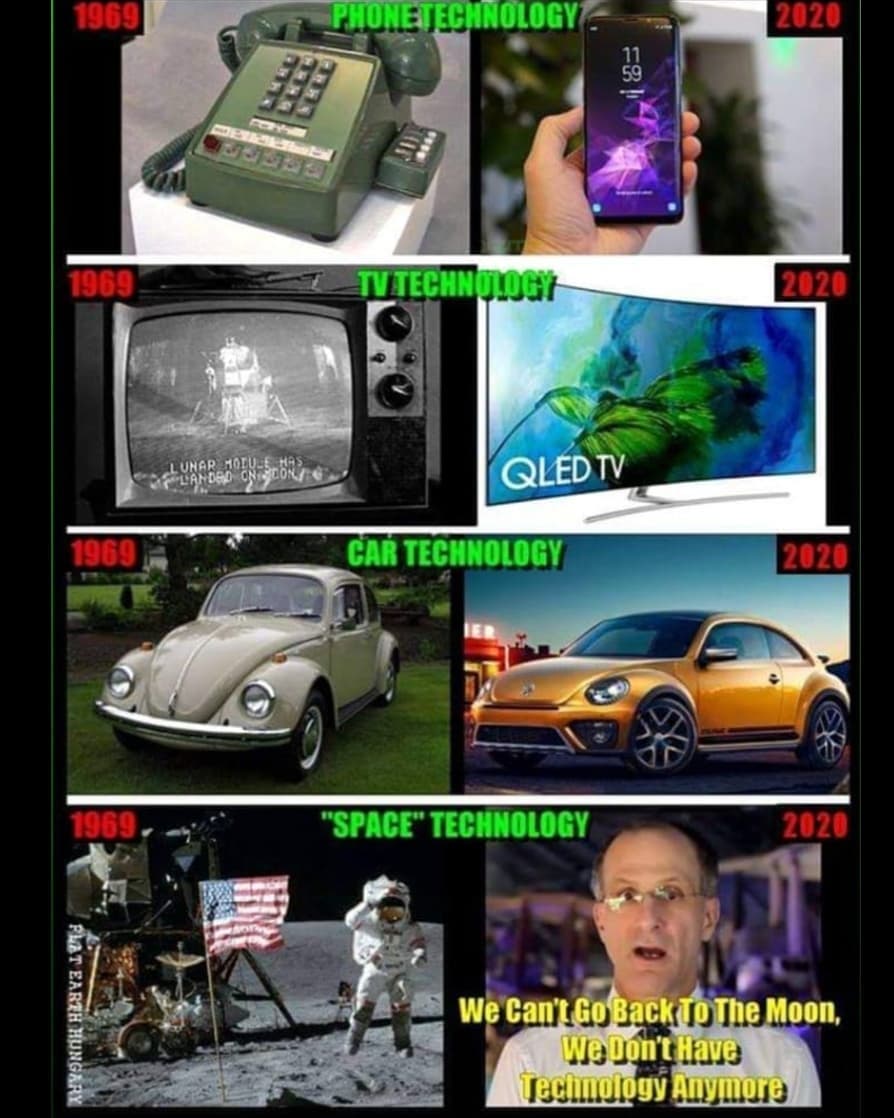 1969 PHONE TECHNOLOGY 2020
11
59
1969 TV TECHNOLOGY 2020
LUNAR MODULE HAS
LANDED ON MOON
QLED TV
1969 CAR TECHNOLOGY 2020
1969 "SPACE" TECHNOLOGY 2020
FLAT EARTH HUNGARY
We Can't Go Back To The Moon,
We Don't Have
Technology Anymore